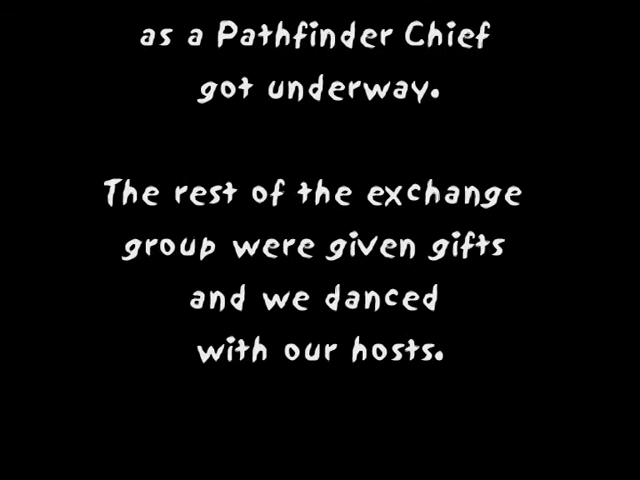 as a Pathfinder Chief
got underway.
The rest of the exchange
group were given gifts
and we danced
with our hosts.